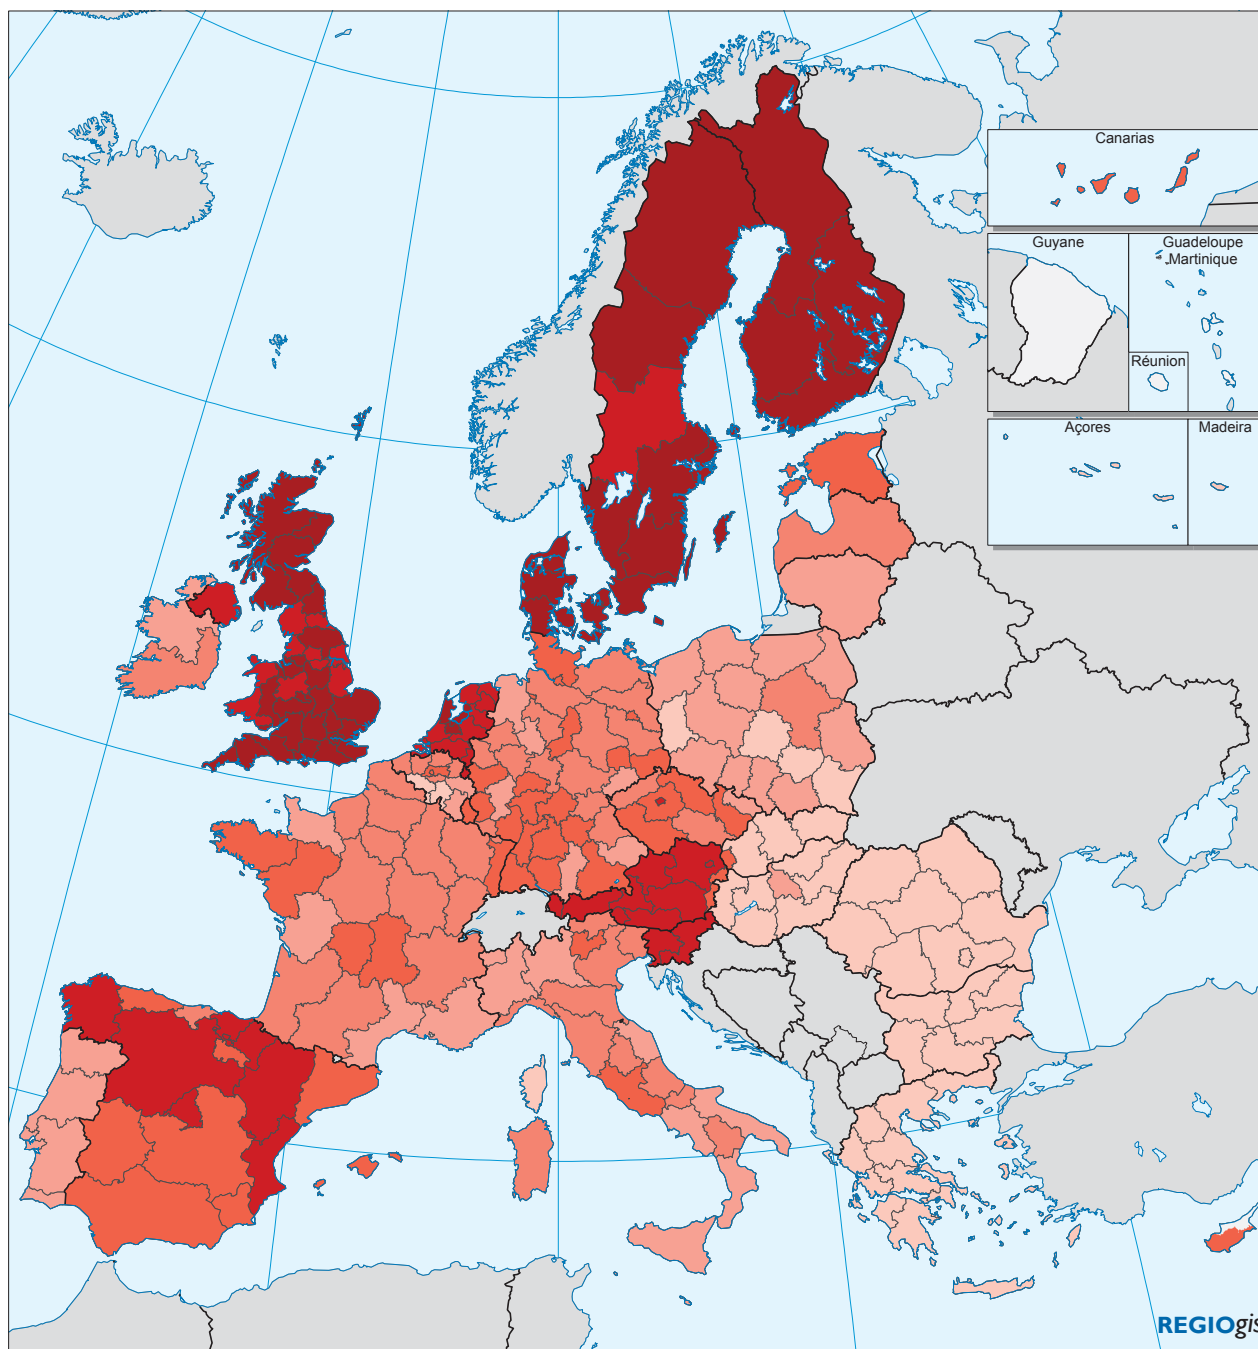 Canarias
Guyane
Guadeloupe
Martinique
Réunion
Açores
Madeira
REGIOgis